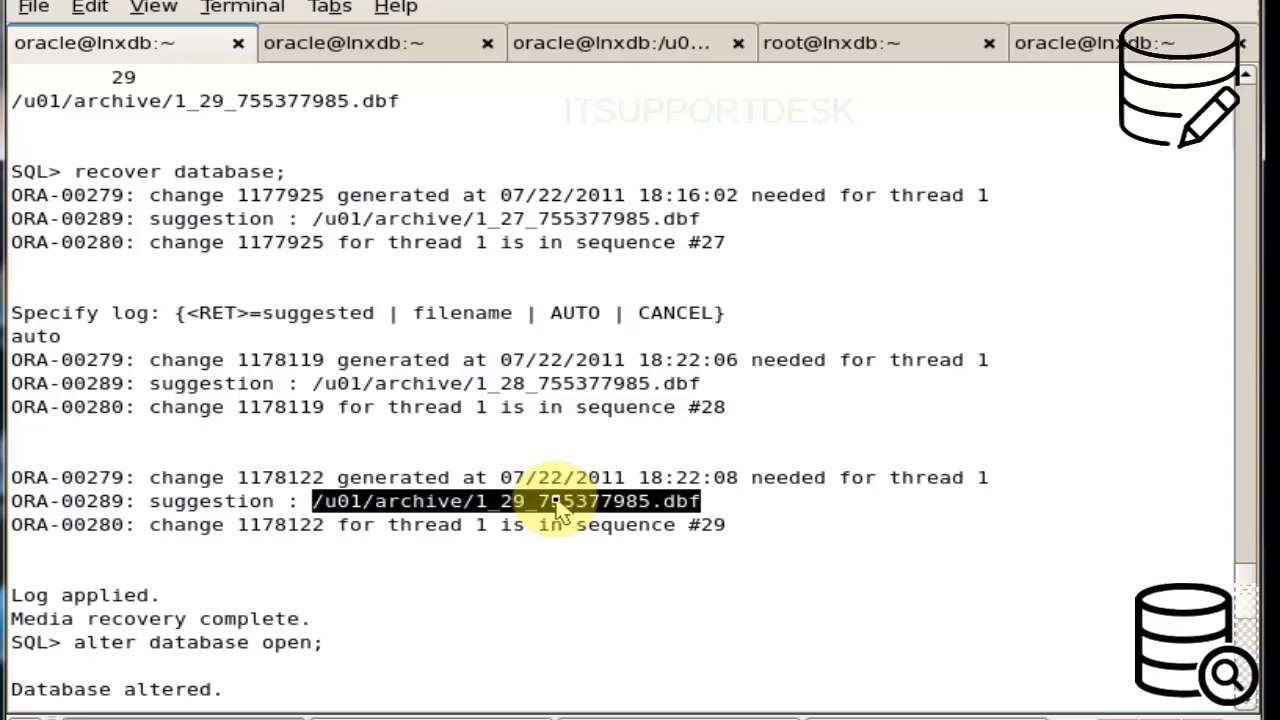 File Edit View Terminal Tabs Help
oracle@lnxdb:~ oracle@lnxdb:~ oracle@lnxdb:/u0... root@lnxdb:~ oracle@lnxdb:~
29
/u01/archive/1_29_755377985.dbf
ITSUPPORTDESK
SQL> recover database;
ORA-00279: change 1177925 generated at 07/22/2011 18:16:02 needed for thread 1
ORA-00289: suggestion : /u01/archive/1_27_755377985.dbf
ORA-00280: change 1177925 for thread 1 is in sequence #27
Specify log: {<RET>=suggested | filename | AUTO | CANCEL}
auto
ORA-00279: change 1178119 generated at 07/22/2011 18:22:06 needed for thread 1
ORA-00289: suggestion : /u01/archive/1_28_755377985.dbf
ORA-00280: change 1178119 for thread 1 is in sequence #28
ORA-00279: change 1178122 generated at 07/22/2011 18:22:08 needed for thread 1
ORA-00289: suggestion : /u01/archive/1_29_755377985.dbf
ORA-00280: change 1178122 for thread 1 is in sequence #29
Log applied.
Media recovery complete.
SQL> alter database open;
Database altered.